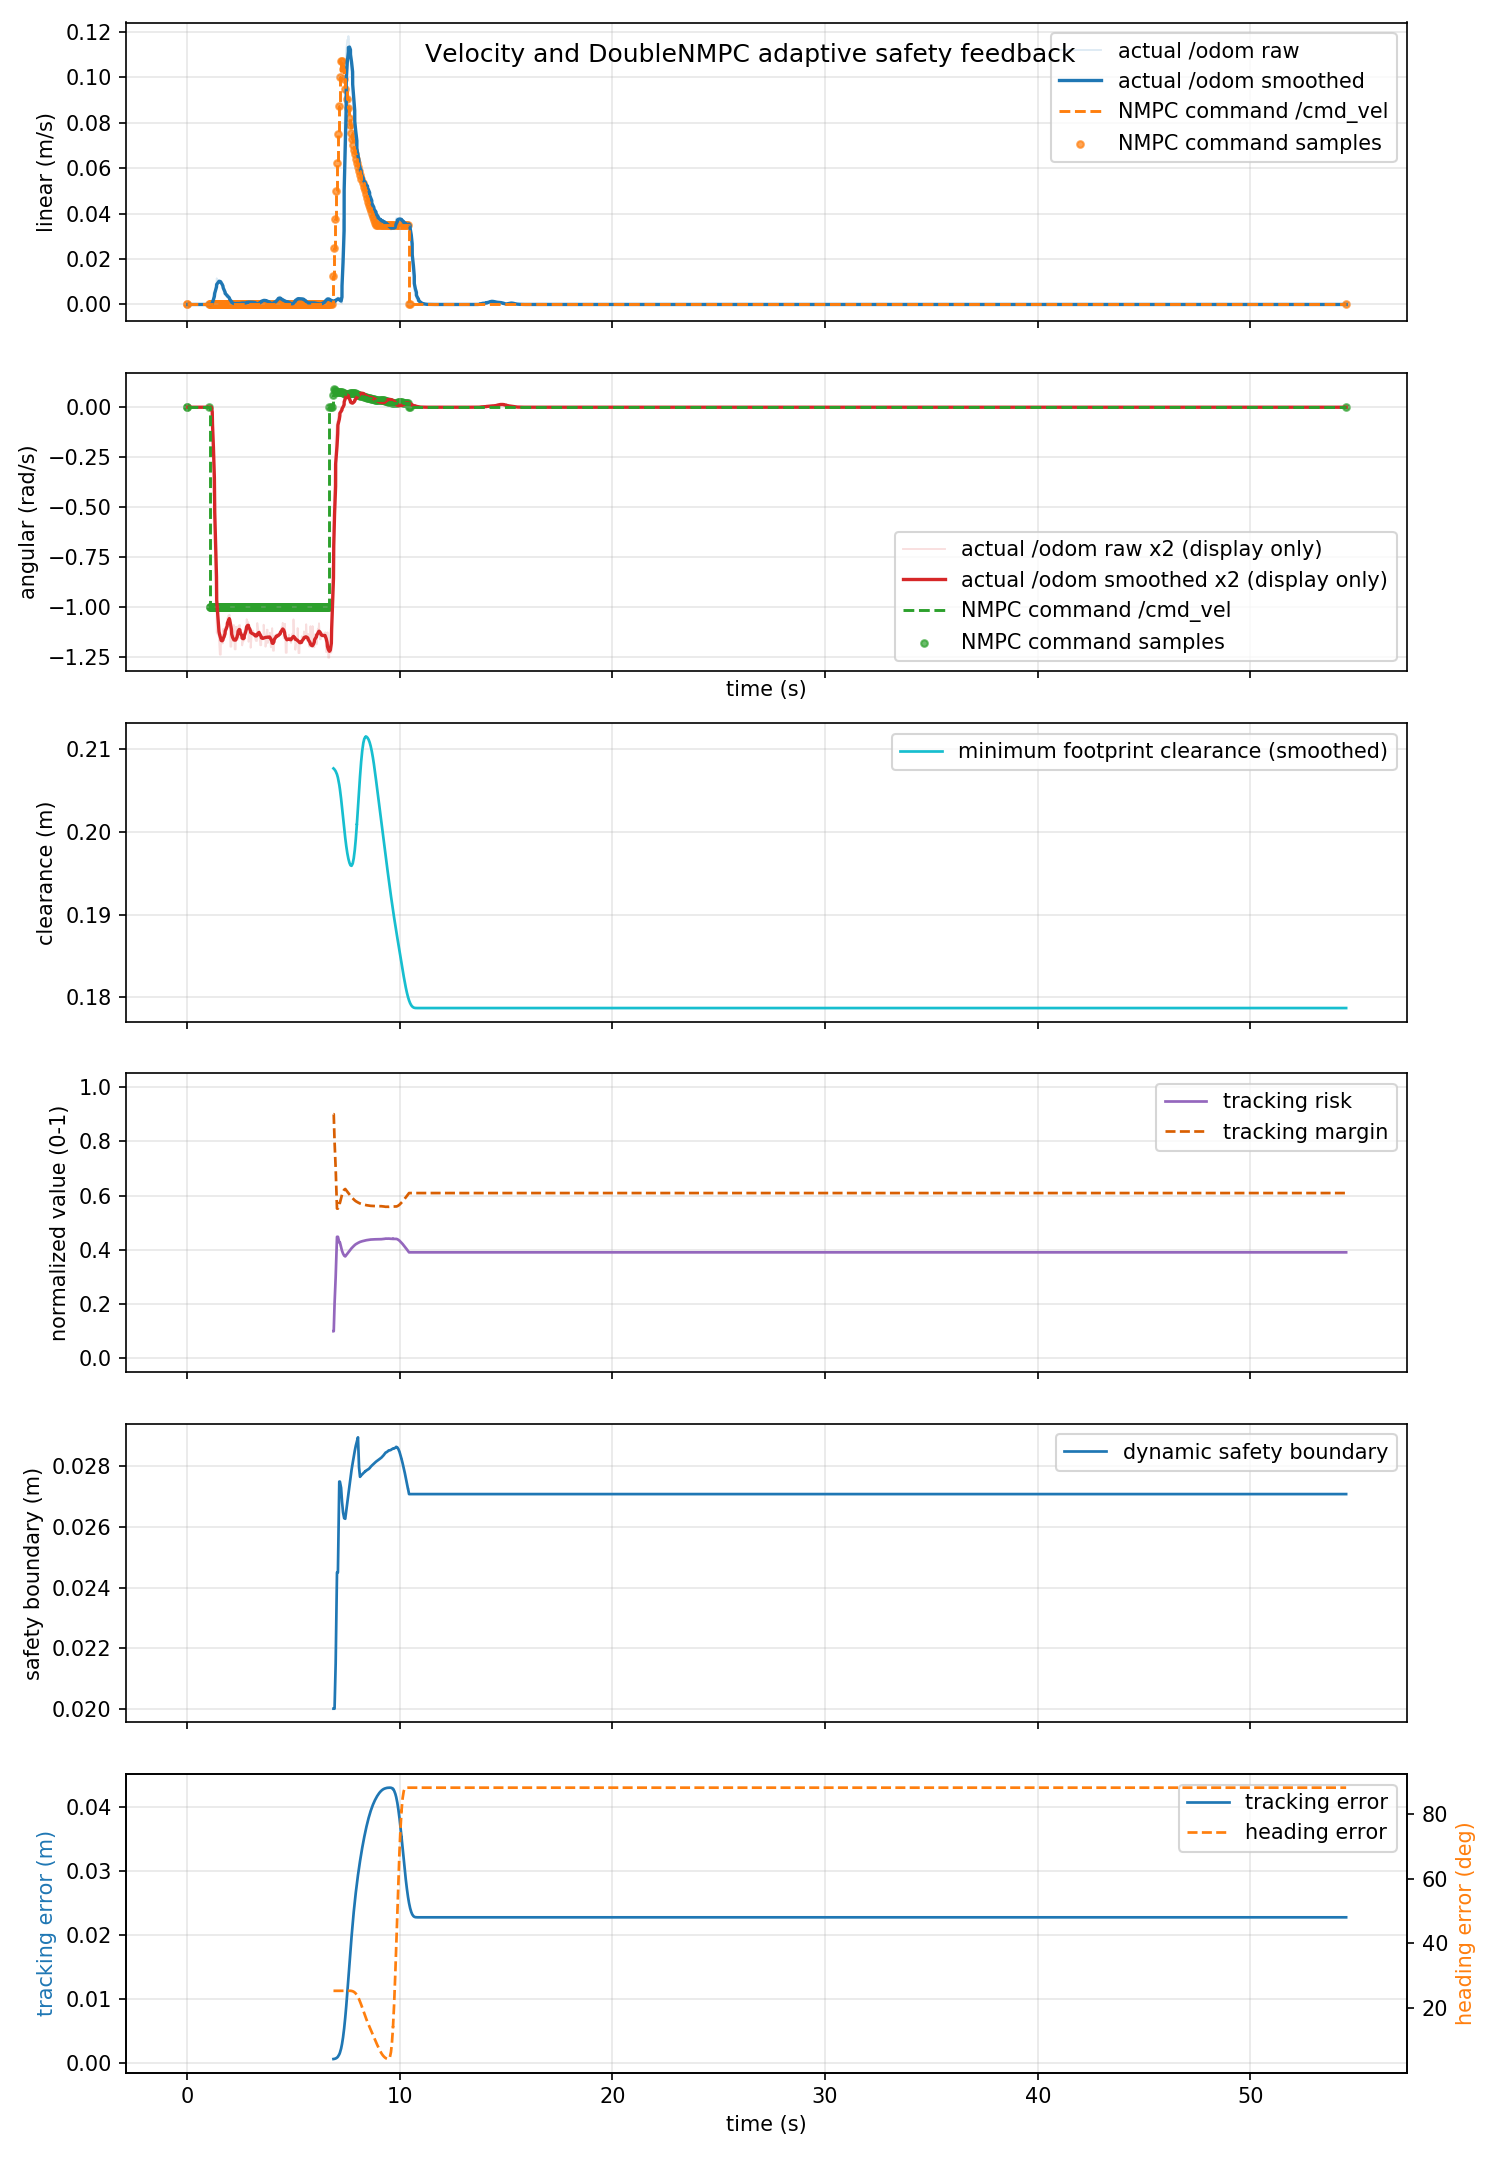 Velocity and DoubleNMPC adaptive safety feedback
linear (m/s)
0.12
0.10
0.08
0.06
0.04
0.02
0.00
actual /odom raw
actual /odom smoothed
NMPC command /cmd_vel
NMPC command samples
angular (rad/s)
0.00
−0.25
−0.50
−0.75
−1.00
−1.25
actual /odom raw x2 (display only)
actual /odom smoothed x2 (display only)
NMPC command /cmd_vel
NMPC command samples
time (s)
clearance (m)
0.21
0.20
0.19
0.18
minimum footprint clearance (smoothed)
normalized value (0-1)
1.0
0.8
0.6
0.4
0.2
0.0
tracking risk
tracking margin
safety boundary (m)
0.028
0.026
0.024
0.022
0.020
dynamic safety boundary
tracking error (m)
0.04
0.03
0.02
0.01
0.00
tracking error
heading error
80
60
40
20
heading error (deg)
0 10 20 30 40 50
time (s)